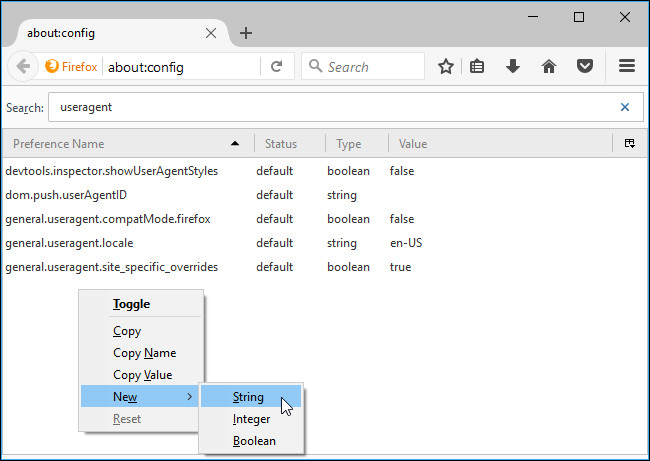 about:config
Firefox about:config Search
Search: useragent
Preference Name Status Type Value
devtools.inspector.showUserAgentStyles default boolean false
dom.push.userAgentID default string
general.useragent.compatMode.firefox default boolean false
general.useragent.locale default string en-US
general.useragent.site_specific_overrides default boolean true
Toggle
Copy
Copy Name
Copy Value
New
Reset
String
Integer
Boolean